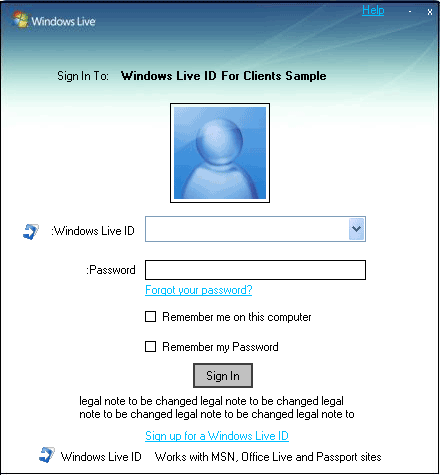 Windows Live
Help
- x
Sign In To: Windows Live ID For Clients Sample
:Windows Live ID
:Password
Forgot your password?
Remember me on this computer
Remember my Password
Sign In
legal note to be changed legal note to be changed legal
note to be changed legal note to be changed legal note to
Sign up for a Windows Live ID
Windows Live ID Works with MSN, Office Live and Passport sites